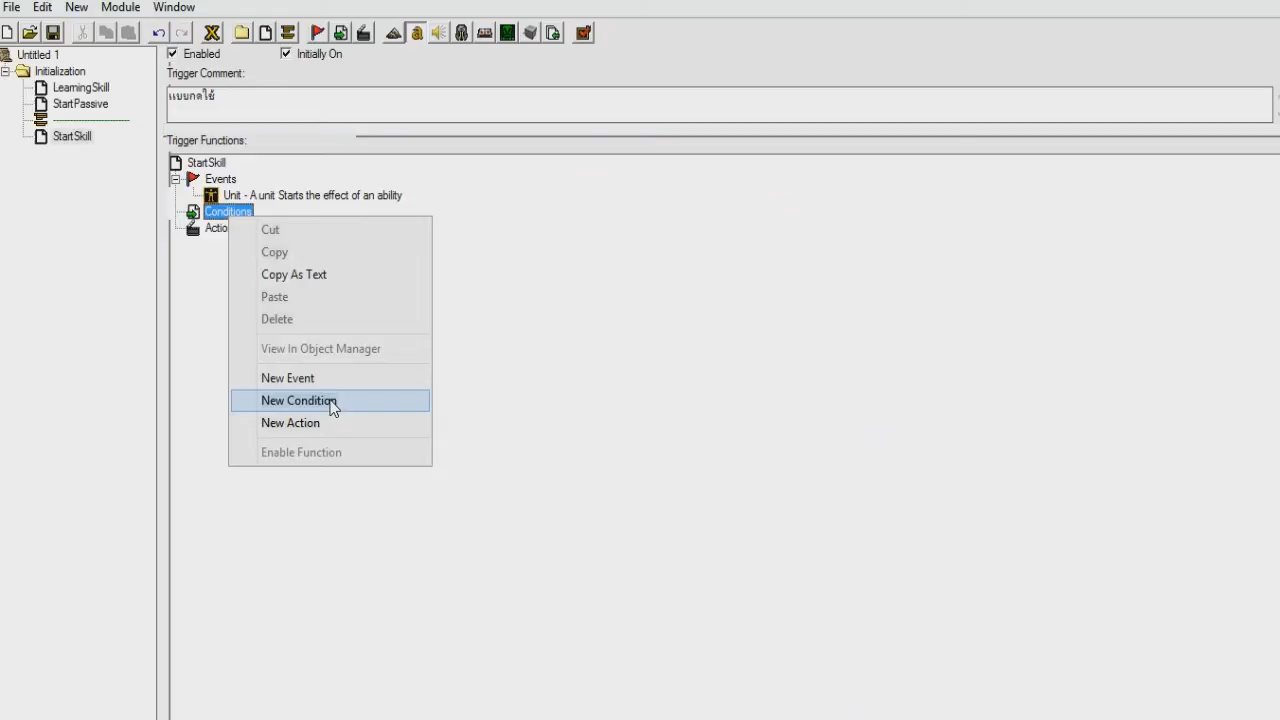 File Edit New Module Window
Untitled 1
Initialization
LearningSkill
StartPassive
StartSkill
Enabled Initially On
Trigger Comment:
แบบกดใช้
Trigger Functions:
StartSkill
Events
Unit - A unit Starts the effect of an ability
Conditions
Actio
Cut
Copy
Copy As Text
Paste
Delete
View In Object Manager
New Event
New Condition
New Action
Enable Function